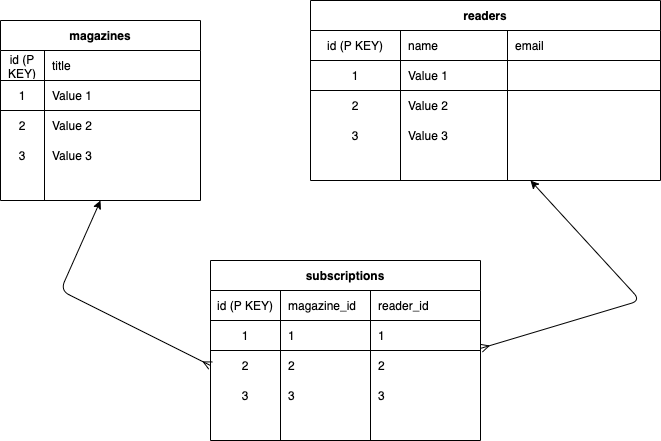 magazines
id (P KEY) title
1 Value 1
2 Value 2
3 Value 3
readers
id (P KEY) name email
1 Value 1
2 Value 2
3 Value 3
subscriptions
id (P KEY) magazine_id reader_id
1 1 1
2 2 2
3 3 3